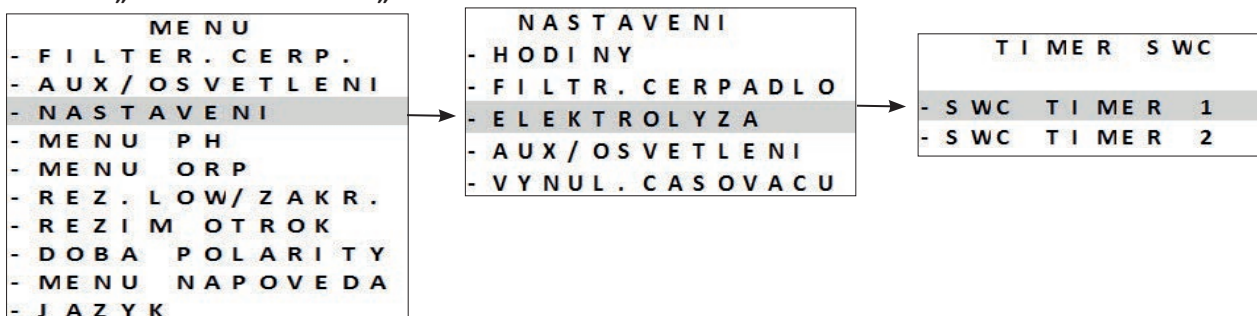 MENU
- FILTER.CERP.
- AUX/OSVETLENI
- NASTAVENI
- MENU PH
- MENU ORP
- REZ.LOW/ZAKR.
- REZIM OTROK
- DOBA POLARITY
- MENU NAPOVEDA
- JAZYK
NASTAVENI
- HODINY
- FILTR.CERPADLO
- ELEKTROLYZA
- AUX/OSVETLENI
- VYNUL.CASOVACU
TIMER SWC
- SWC TIMER 1
- SWC TIMER 2